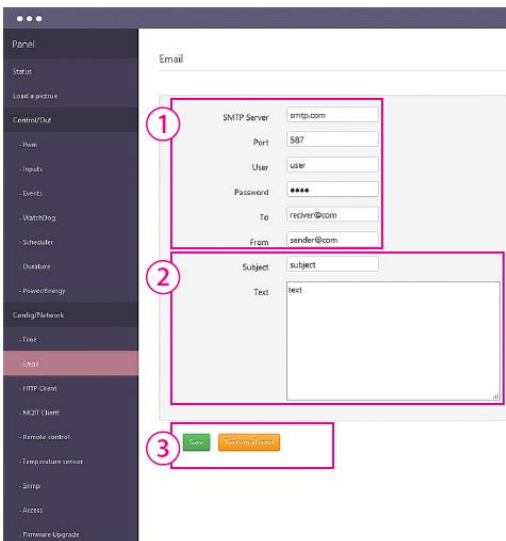 Panel
Email
Status
Load a pictrue
Control/Out
- Pwm
- Inputs
- Events
- WatchDog
- Scheduler
- Power/Energy
Config/Network
- Time
- Email
- HTTP Client
- MQTT Client
- Remote control
- Temperature sensor
- Snmp
- Access
- Firmware Upgrade
1
SMTP Server smtp.com
Port 587
User user
Password ●●●●
To reciver@com
From sender@com
2
Subject subject
Text text
3
Save